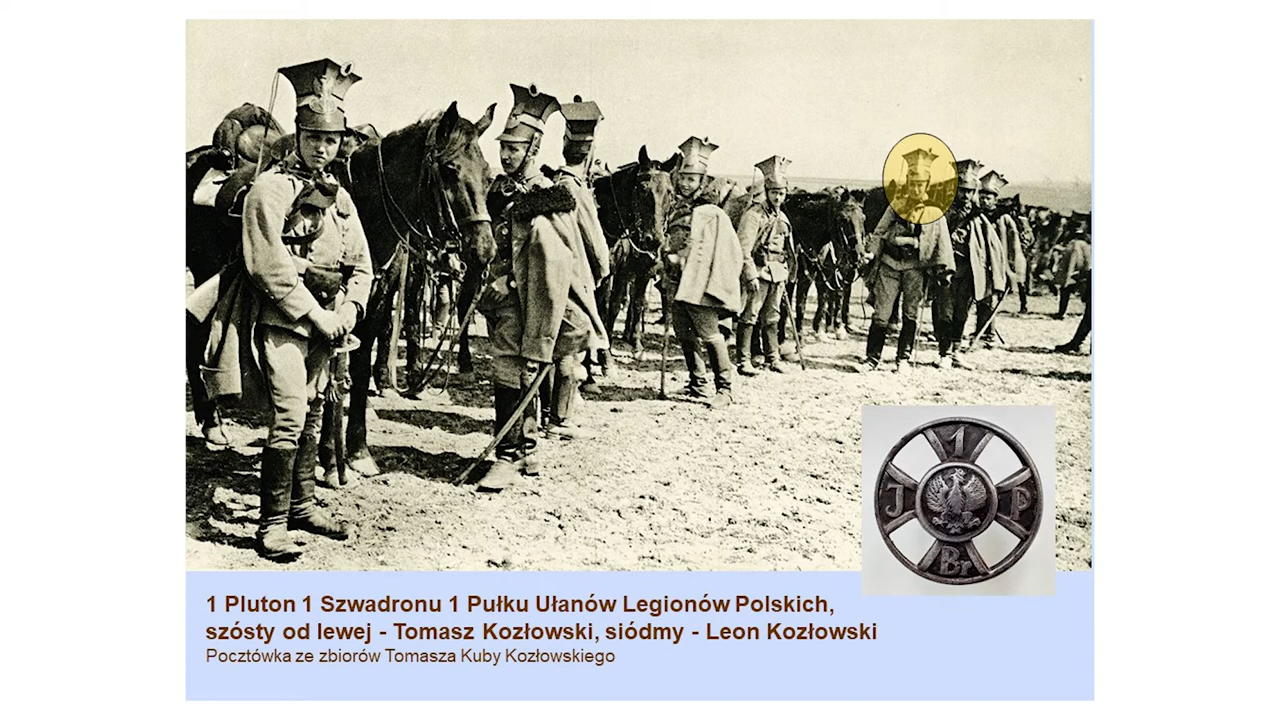 1
J P
Br
1 Pluton 1 Szwadronu 1 Pułku Ułanów Legionów Polskich,
szósty od lewej - Tomasz Kozłowski, siódmy - Leon Kozłowski
Pocztówka ze zbiorów Tomasza Kuby Kozłowskiego